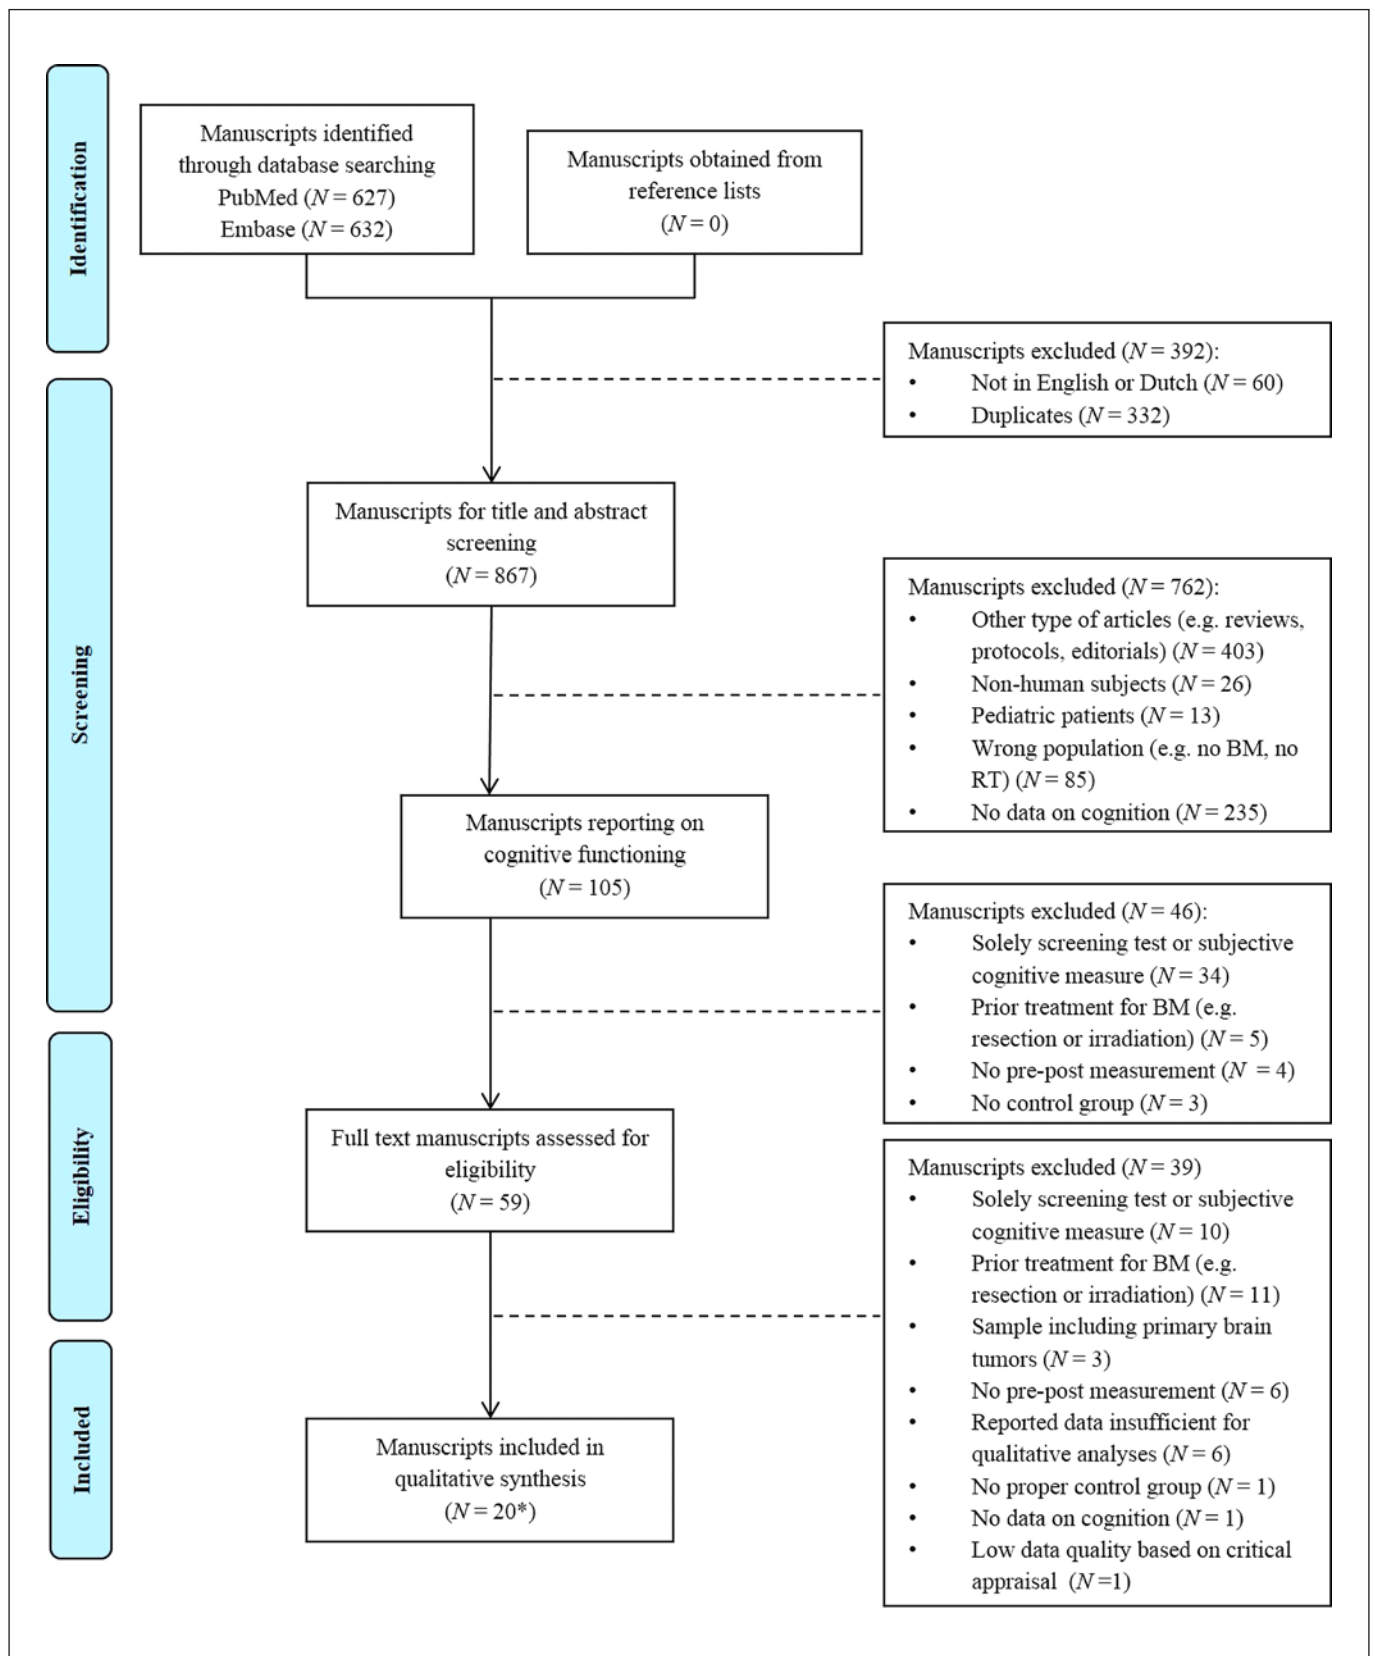 Identification
Manuscripts identified
through database searching
PubMed (N = 627)
Embase (N = 632)
Manuscripts obtained from
reference lists
(N = 0)
Manuscripts excluded (N = 392):
• Not in English or Dutch (N = 60)
• Duplicates (N = 332)
Screening
Manuscripts for title and abstract
screening
(N = 867)
Manuscripts excluded (N = 762):
• Other type of articles (e.g. reviews,
protocols, editorials) (N = 403)
• Non-human subjects (N = 26)
• Pediatric patients (N = 13)
• Wrong population (e.g. no BM, no
RT) (N = 85)
• No data on cognition (N = 235)
Manuscripts reporting on
cognitive functioning
(N = 105)
Manuscripts excluded (N = 46):
• Solely screening test or subjective
cognitive measure (N = 34)
• Prior treatment for BM (e.g.
resection or irradiation) (N = 5)
• No pre-post measurement (N = 4)
• No control group (N = 3)
Eligibility
Full text manuscripts assessed for
eligibility
(N = 59)
Manuscripts excluded (N = 39)
• Solely screening test or subjective
cognitive measure (N = 10)
• Prior treatment for BM (e.g.
resection or irradiation) (N = 11)
• Sample including primary brain
tumors (N = 3)
• No pre-post measurement (N = 6)
• Reported data insufficient for
qualitative analyses (N = 6)
• No proper control group (N = 1)
• No data on cognition (N = 1)
• Low data quality based on critical
appraisal (N =1)
Included
Manuscripts included in
qualitative synthesis
(N = 20*)